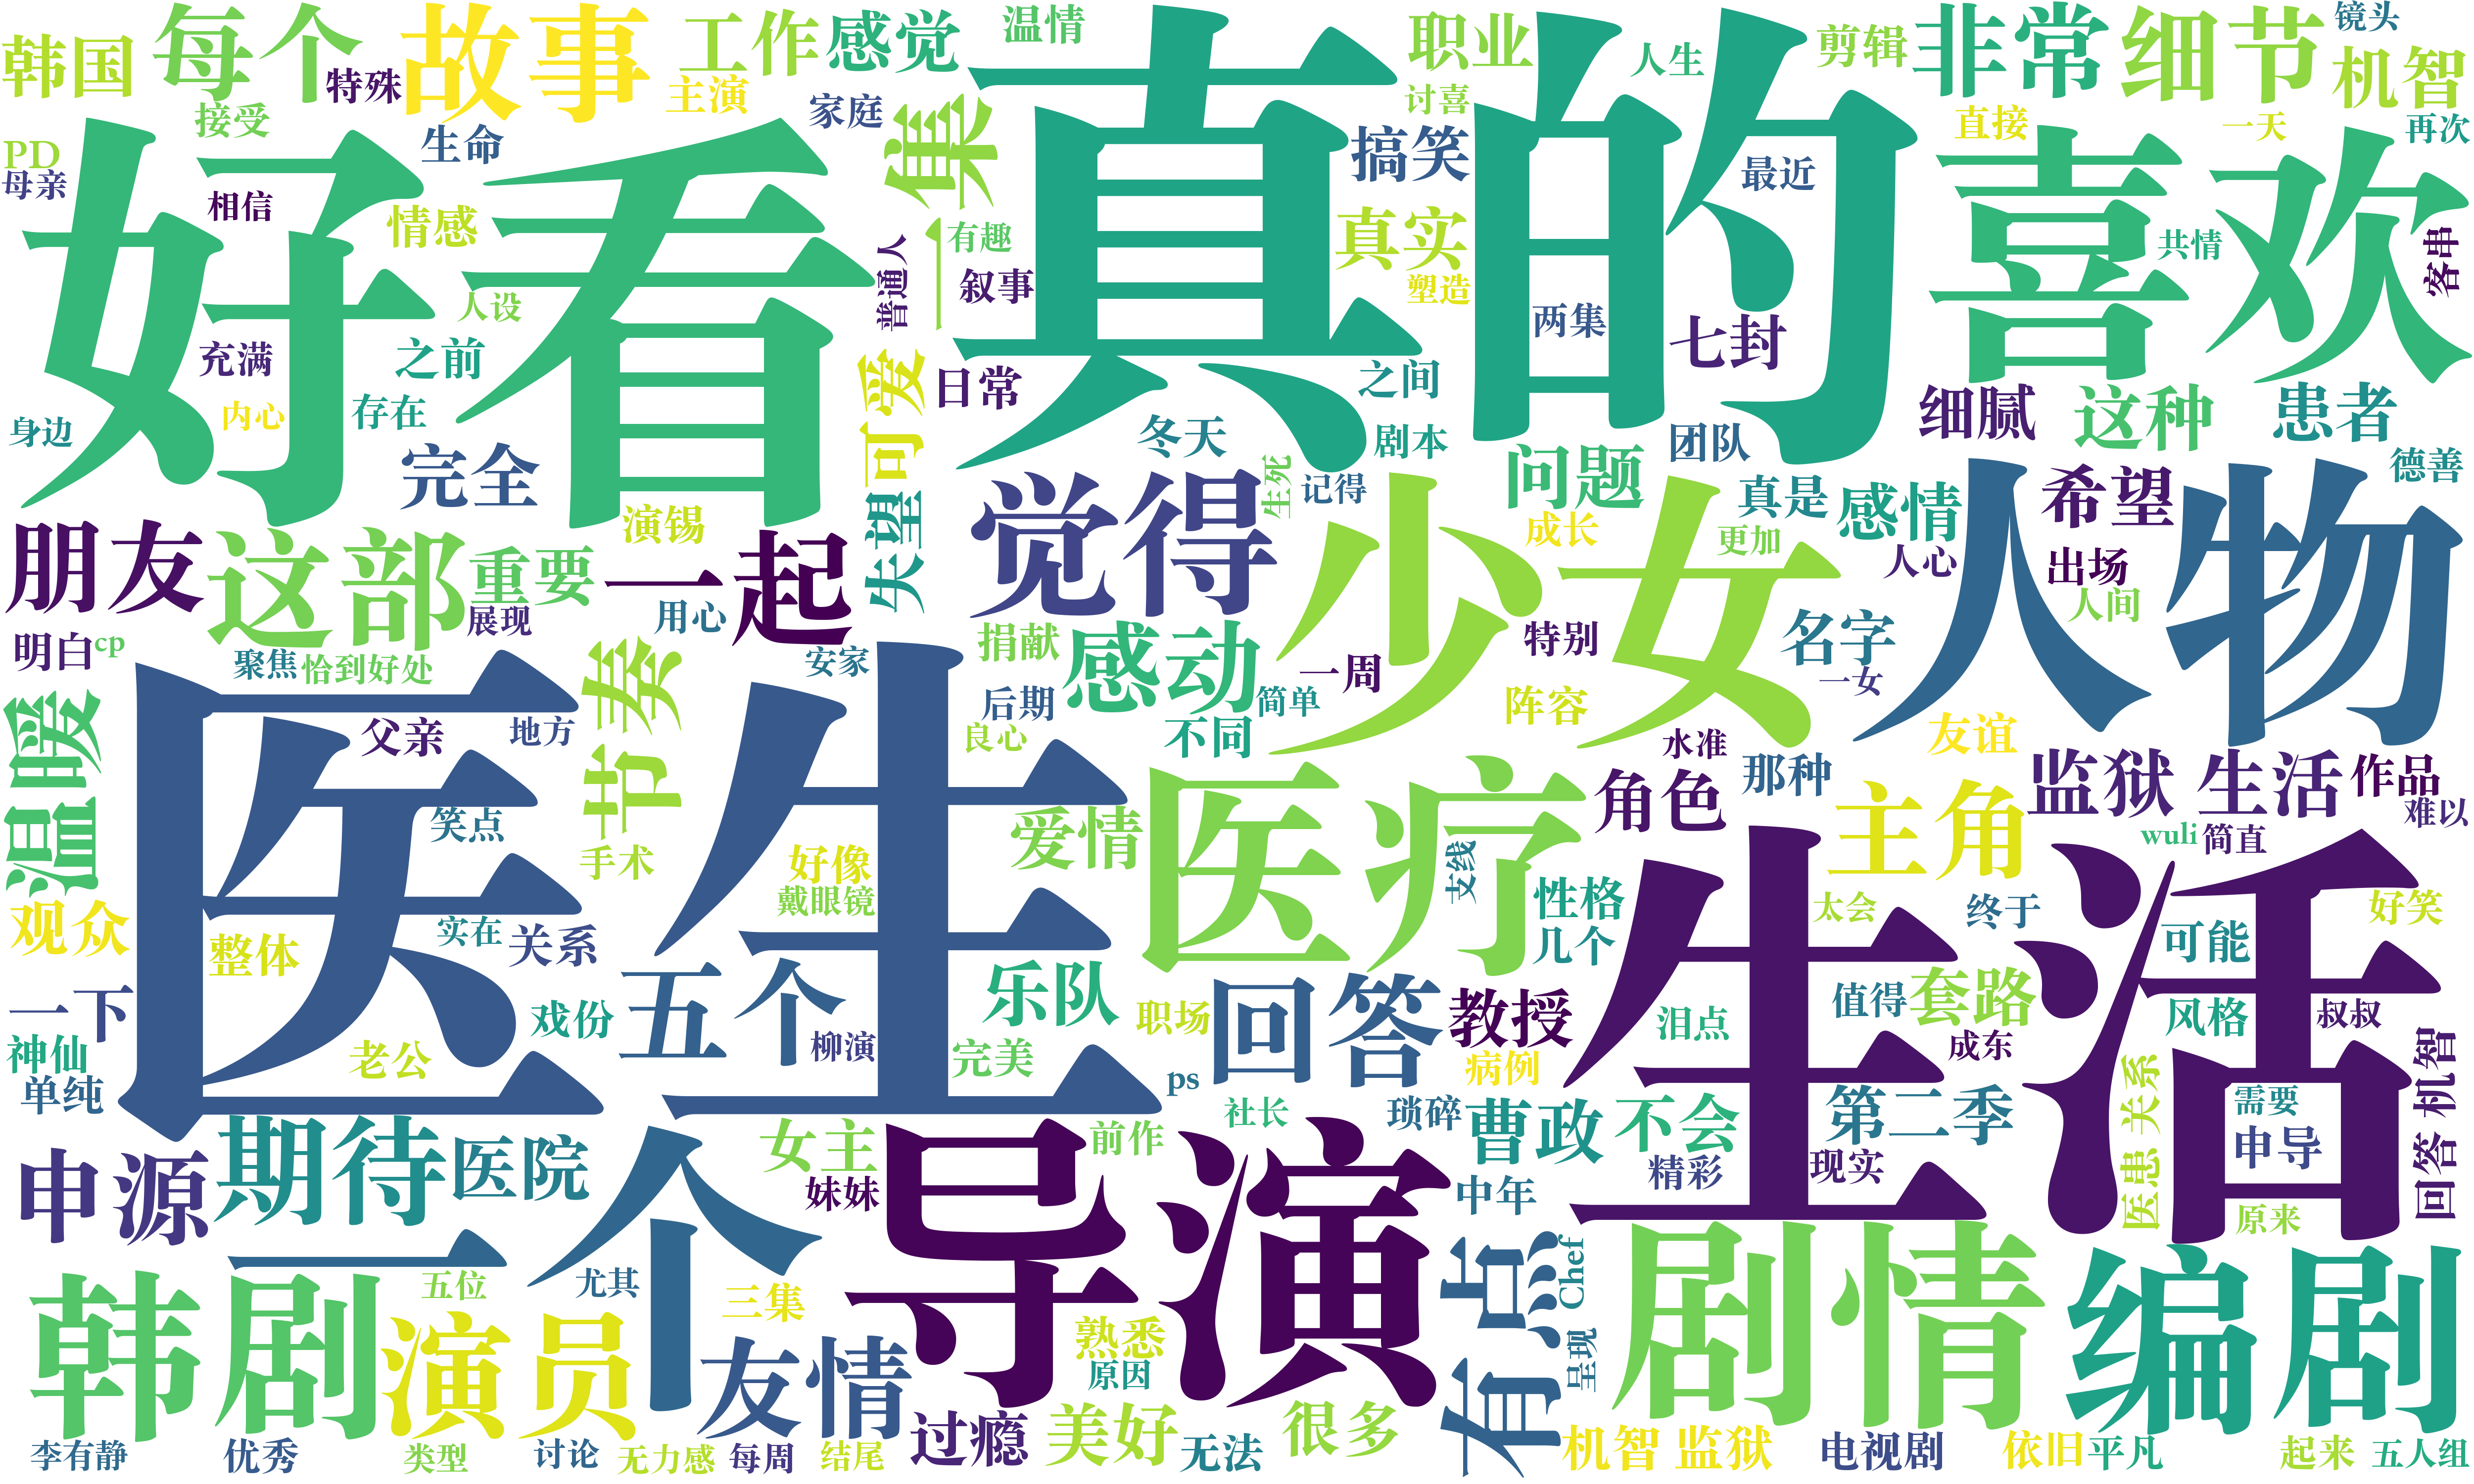 韩国
每个
故事
工作
感觉
温情
职业
人生
剪辑
非常
细节
镜头
机智
特殊
接受
主演
家庭
讨喜
直接
一天
再次
PD
母亲
生命
相信
情感
好看
一集
有趣
叙事
普通人
真的
搞笑
真实
塑造
最近
两集
七封
喜欢
共情
客串
人设
充满
之前
内心
存在
身边
完全
可爱
日常
之间
冬天
剧本
团队
细腻
这种
患者
德善
朋友
这部
重要
演锡
一起
失望
觉得
生死
记得
少女
问题
成长
真是
更加
感情
希望
人心
出场
人间
人物
明白
cp
展现
用心
聚焦
恰到好处
安家
捐献
感动
一周
特别
名字
一女
温暖
父亲
地方
节奏
后期
良心
简单
不同
阵容
水准
友谊
那种
监狱 生活
作品
难以
医生
笑点
手术
好像
戴眼镜
爱情
医疗
支线
角色
主角
wuli
简直
观众
整体
实在
关系
性格
几个
太会
终于
可能
好笑
生活
一下
神仙
单纯
老公
戏份
五个
柳演
乐队
完美
职场
回答
教授
病例
泪点
值得
套路
成东
风格
叔叔
回答 机智
医患 关系
ps
社长
琐碎
曹政
不会
第二季
需要
申导
申源
期待
医院
一个
女主
妹妹
前作
导演
中年
精彩
现实
原来
韩剧
五位
尤其
三集
演员
友情
熟悉
原因
有点
Chef
呈现
剧情
编剧
李有静
优秀
类型
讨论
无力感
每周
结尾
过瘾
美好
无法
很多
机智 监狱
电视剧
依旧
平凡
起来
五人组